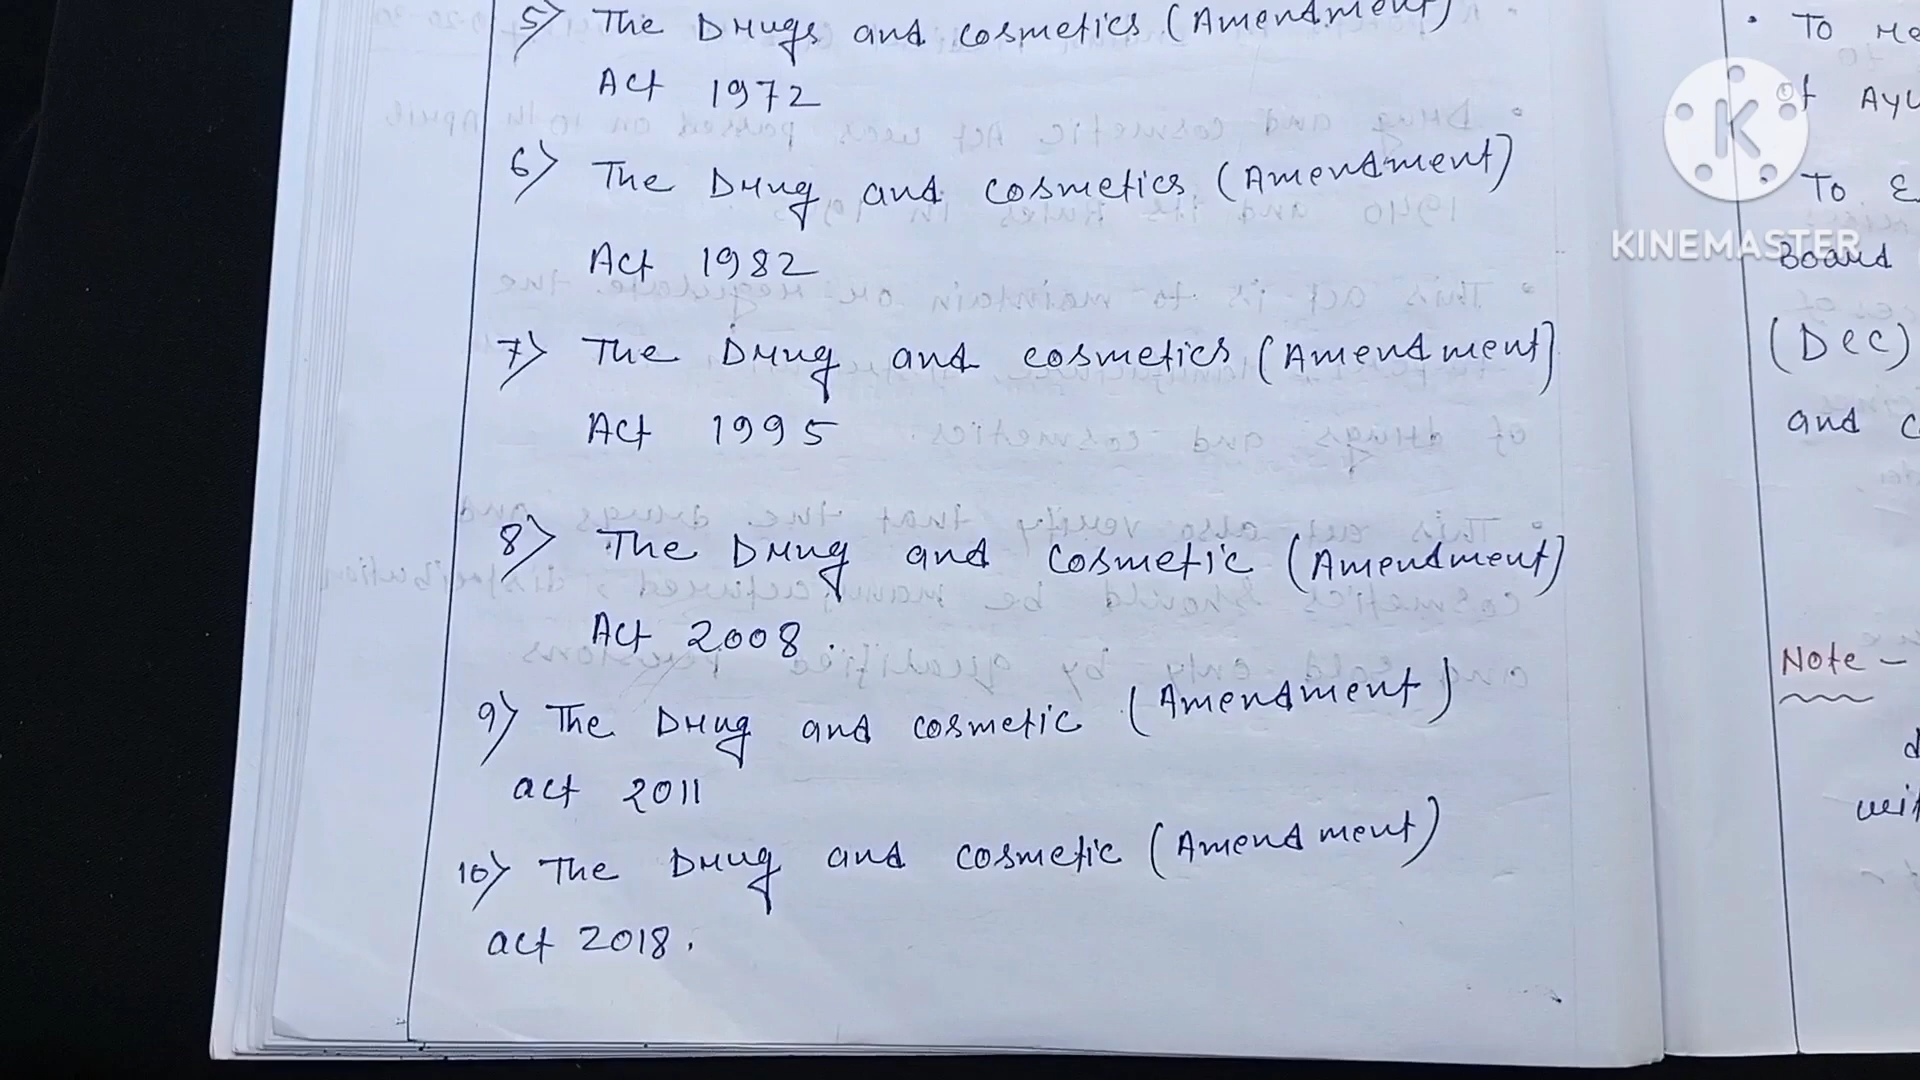 5) The Drugs and cosmetics (Amendment)
Act 1972
6) The Drug and cosmetics (Amendment)
Act 1982
7) The Drug and cosmetics (Amendment)
Act 1995
8) The Drug and cosmetic (Amendment)
Act 2008.
9) The Drug and cosmetic (Amendment)
act 2011
10) The Drug and cosmetic (Amendment)
act 2018.
• To
of
• To
Board
(Dec)
and
Note -
K
KINEMASTER